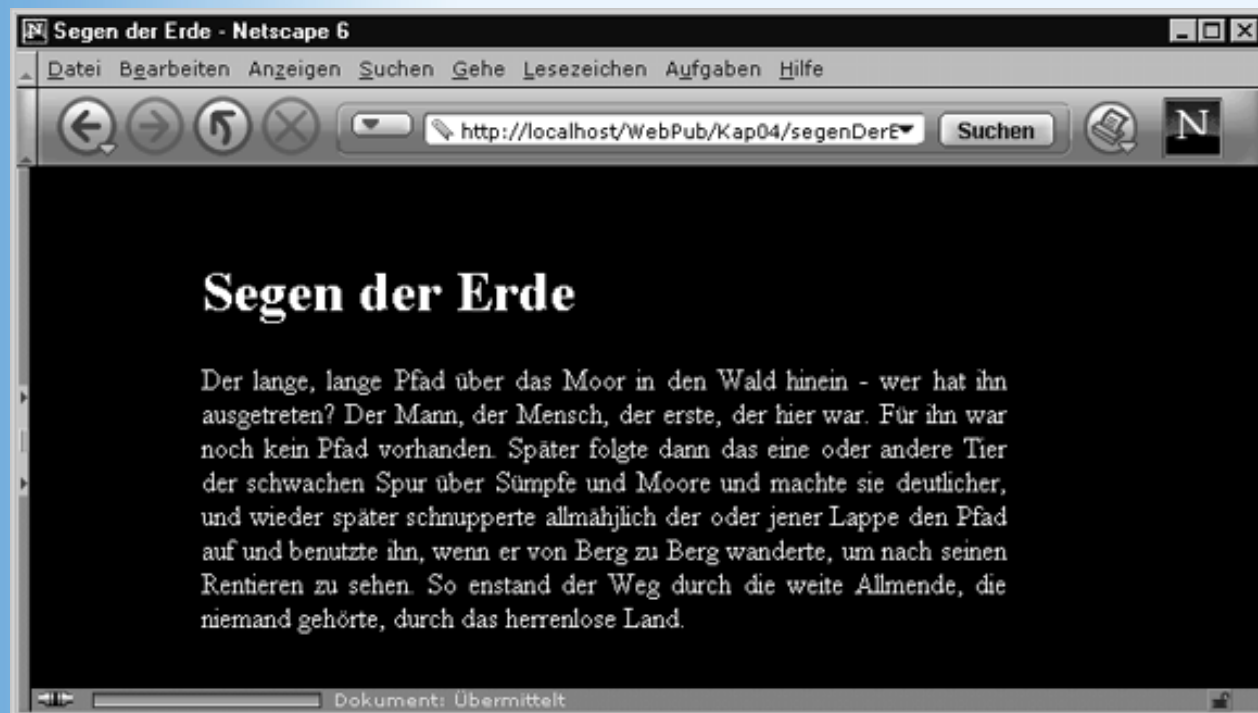 Segen der Erde - Netscape 6
Datei Bearbeiten Anzeigen Suchen Gehe Lesezeichen Aufgaben Hilfe
http://localhost/WebPub/Kap04/segenDerE Suchen N
Segen der Erde
Der lange, lange Pfad über das Moor in den Wald hinein - wer hat ihn
ausgetreten? Der Mann, der Mensch, der erste, der hier war. Für ihn war
noch kein Pfad vorhanden. Später folgte dann das eine oder andere Tier
der schwachen Spur über Sümpfe und Moore und machte sie deutlicher,
und wieder später schnupperte allmähjlich der oder jener Lappe den Pfad
auf und benutzte ihn, wenn er von Berg zu Berg wanderte, um nach seinen
Rentieren zu sehen. So enstand der Weg durch die weite Allmende, die
niemand gehörte, durch das herrenlose Land.
Dokument: Übermittelt